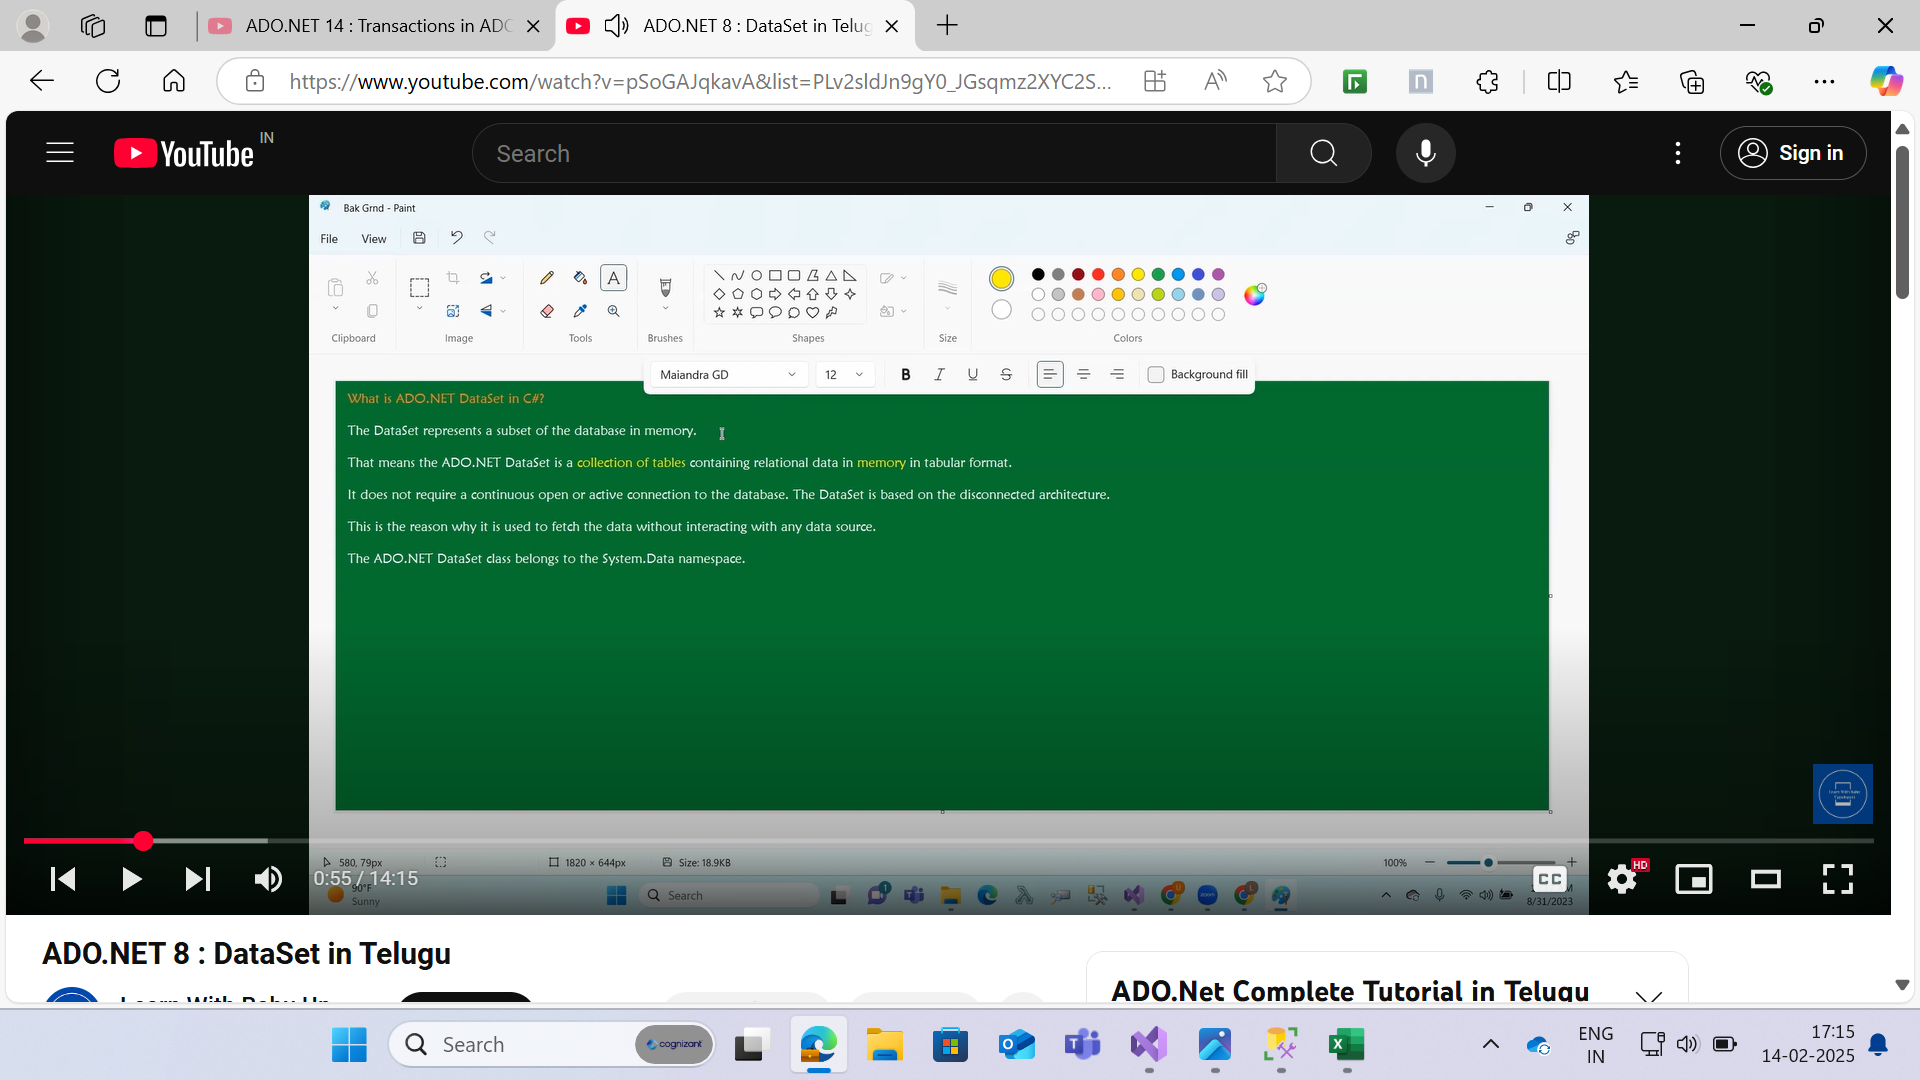 ADO.NET 14 : Transactions in ADO
ADO.NET 8 : DataSet in Telug
https://www.youtube.com/watch?v=pSoGAJqkavA&list=PLv2sldJn9gY0_JGsqmz2XYC2S...
YouTube IN
Search
Sign in
Bak Grnd - Paint
File View
Clipboard Image Tools Brushes Shapes Size Colors
Maiandra GD 12 B I U S Background fill
What is ADO.NET DataSet in C#?
The DataSet represents a subset of the database in memory.
That means the ADO.NET DataSet is a collection of tables containing relational data in memory in tabular format.
It does not require a continuous open or active connection to the database. The DataSet is based on the disconnected architecture.
This is the reason why it is used to fetch the data without interacting with any data source.
The ADO.NET DataSet class belongs to the System.Data namespace.
580, 79px 1820 × 644px Size: 18.9KB 100%
0:55 / 14:15 CC HD
90°F
Sunny
Search
8/31/2023
ADO.NET 8 : DataSet in Telugu
ADO.Net Complete Tutorial in Telugu
Search cognizant
ENG
IN
17:15
14-02-2025